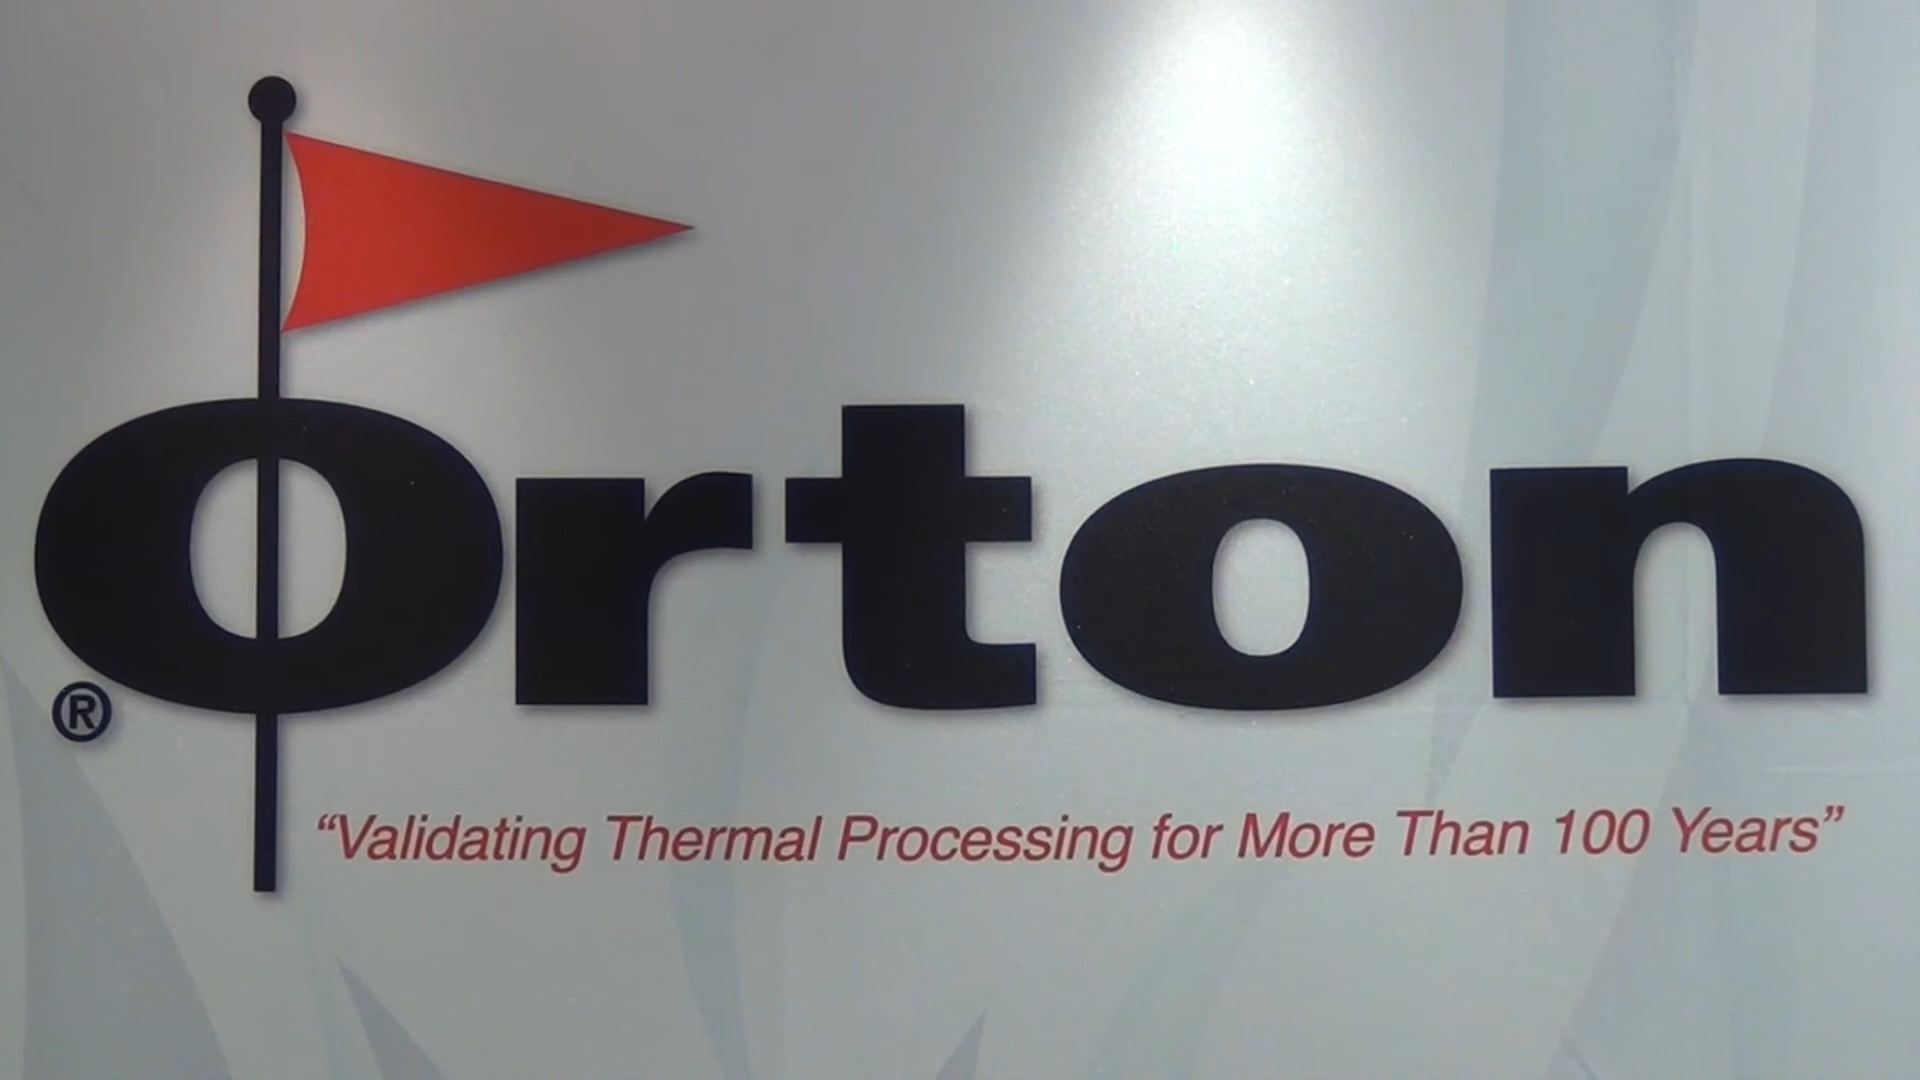 Orton
®
“Validating Thermal Processing for More Than 100 Years”